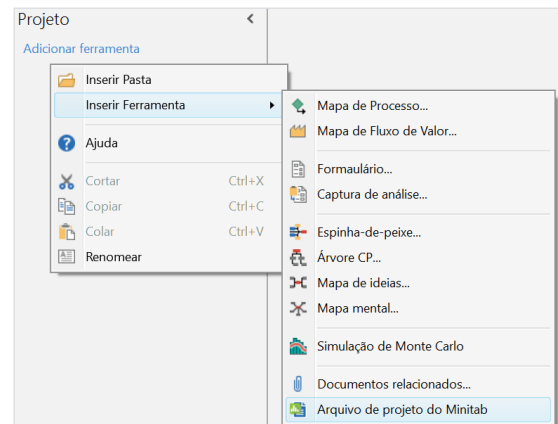 Projeto
Adicionar ferramenta
Inserir Pasta
Inserir Ferramenta
Ajuda
Cortar Ctrl+X
Copiar Ctrl+C
Colar Ctrl+V
Renomear
Mapa de Processo...
Mapa de Fluxo de Valor...
Formaulário...
Captura de análise...
Espinha-de-peixe...
Árvore CP...
Mapa de ideias...
Mapa mental...
Simulação de Monte Carlo
Documentos relacionados...
Arquivo de projeto do Minitab